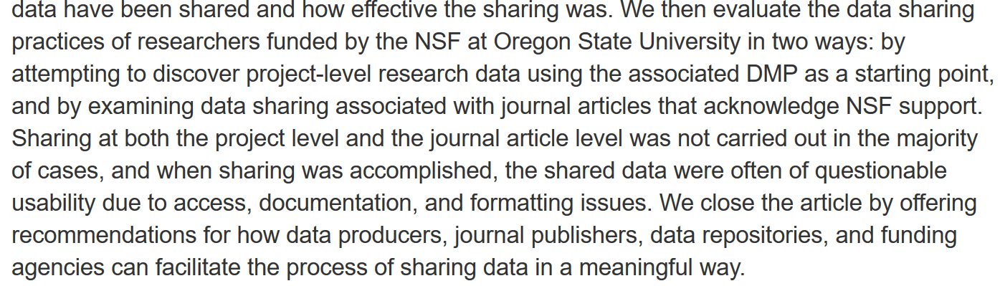 data have been shared and how effective the sharing was. We then evaluate the data sharing
practices of researchers funded by the NSF at Oregon State University in two ways: by
attempting to discover project-level research data using the associated DMP as a starting point,
and by examining data sharing associated with journal articles that acknowledge NSF support.
Sharing at both the project level and the journal article level was not carried out in the majority
of cases, and when sharing was accomplished, the shared data were often of questionable
usability due to access, documentation, and formatting issues. We close the article by offering
recommendations for how data producers, journal publishers, data repositories, and funding
agencies can facilitate the process of sharing data in a meaningful way.